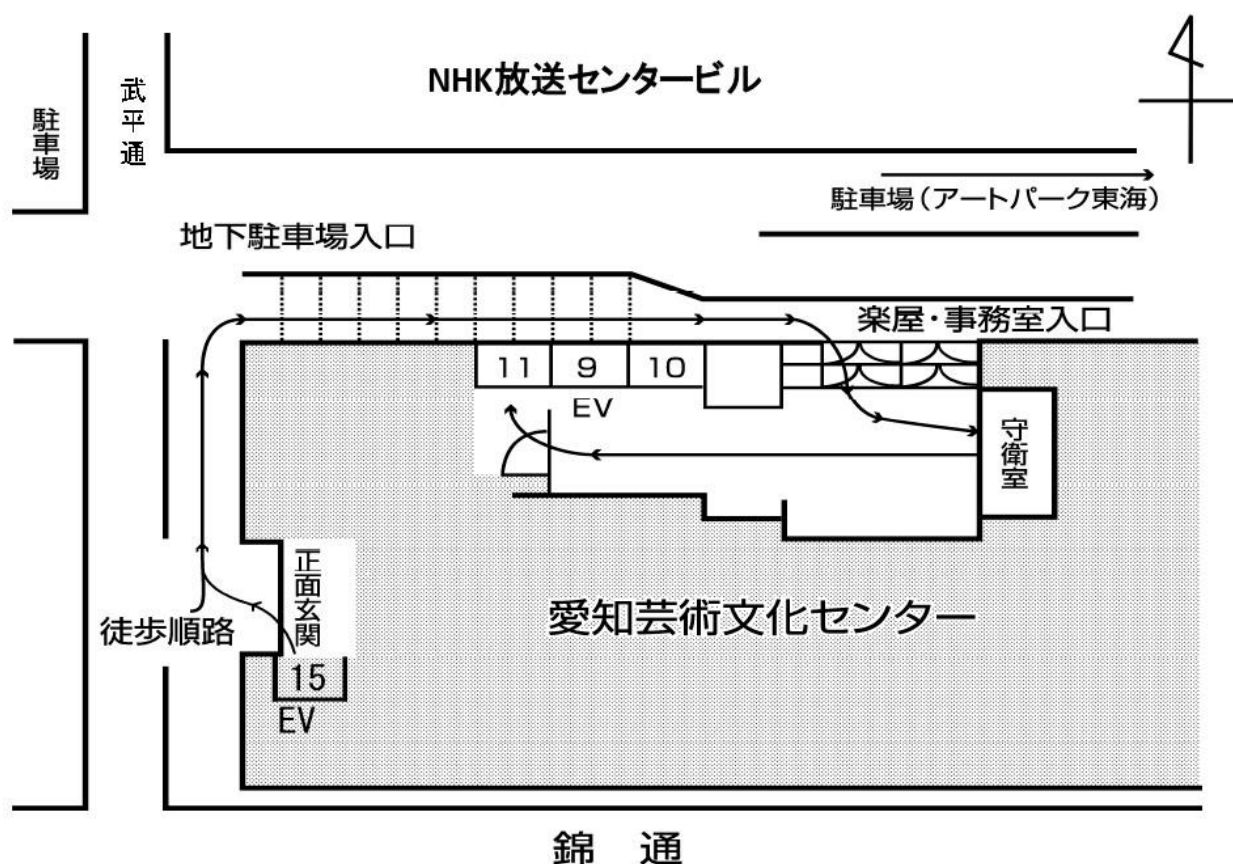 NHK放送センタービル
武平通
駐車場
駐車場(アートパーク東海)
地下駐車場入口
楽屋・事務室入口
11
9
10
EV
守衛室
正面玄関
愛知芸術文化センター
徒歩順路
15
EV
錦 通